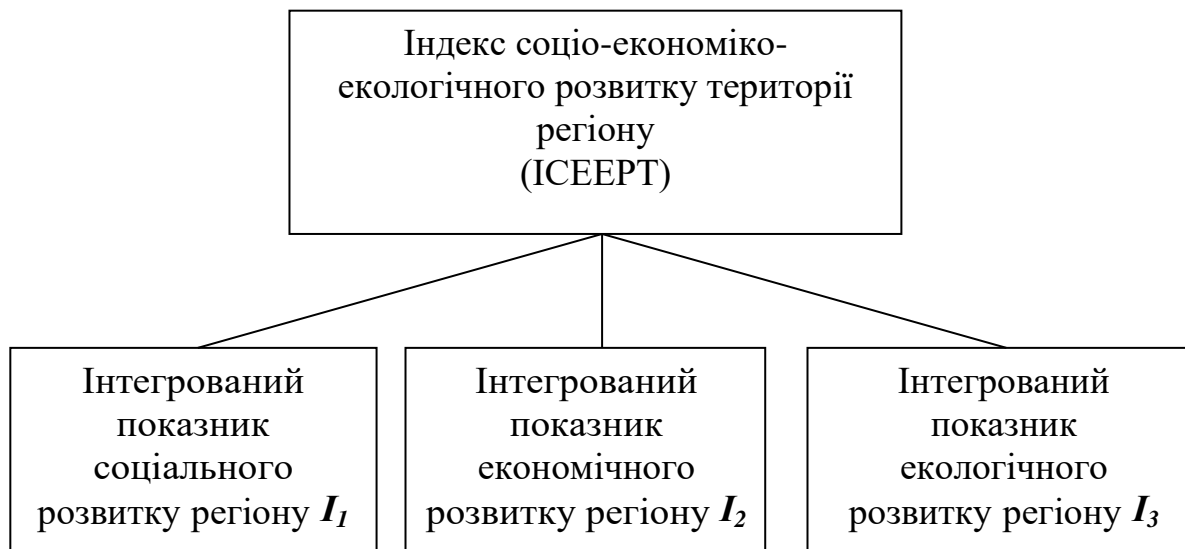 Індекс соціо-економіко-
екологічного розвитку території
регіону
(ІСЕЕРТ)
Інтегрований
показник
соціального
розвитку регіону I₁
Інтегрований
показник
економічного
розвитку регіону I₂
Інтегрований
показник
екологічного
розвитку регіону I₃